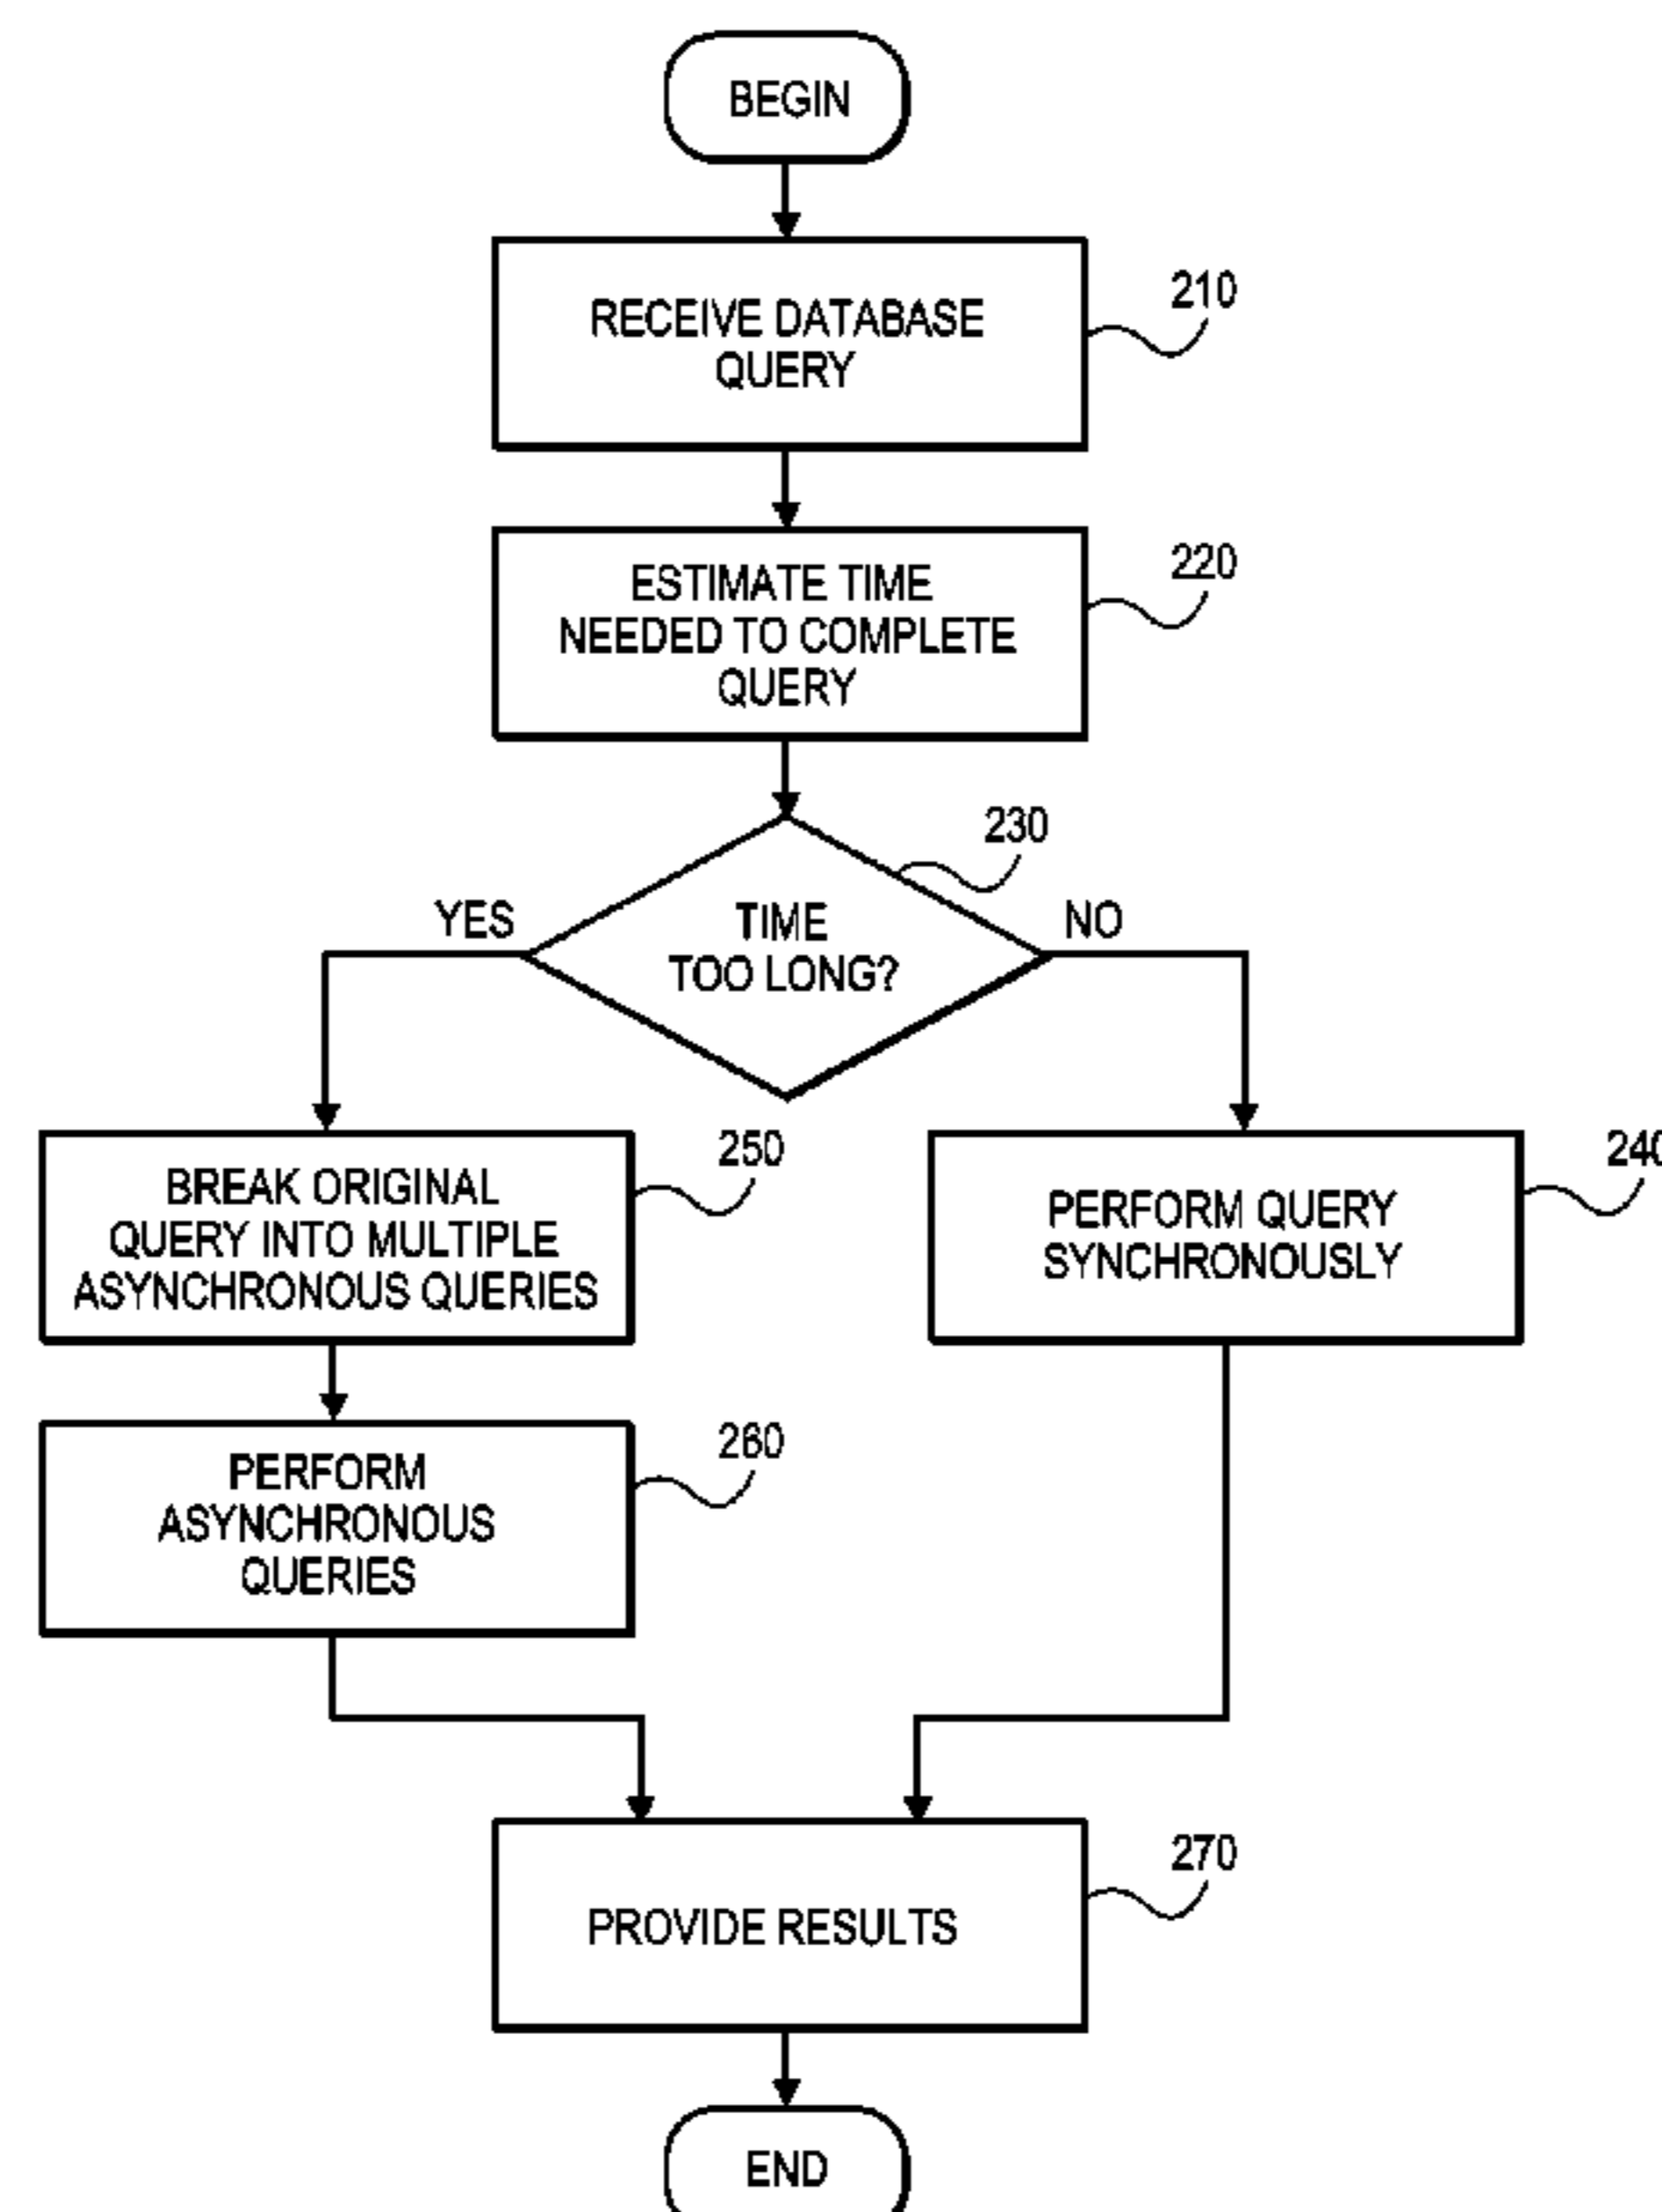 BEGIN
RECEIVE DATABASE
QUERY
210
ESTIMATE TIME
NEEDED TO COMPLETE
QUERY
220
230
YES
TIME
TOO LONG?
NO
BREAK ORIGINAL
QUERY INTO MULTIPLE
ASYNCHRONOUS QUERIES
250
PERFORM QUERY
SYNCHRONOUSLY
240
PERFORM
ASYNCHRONOUS
QUERIES
260
PROVIDE RESULTS
270
END